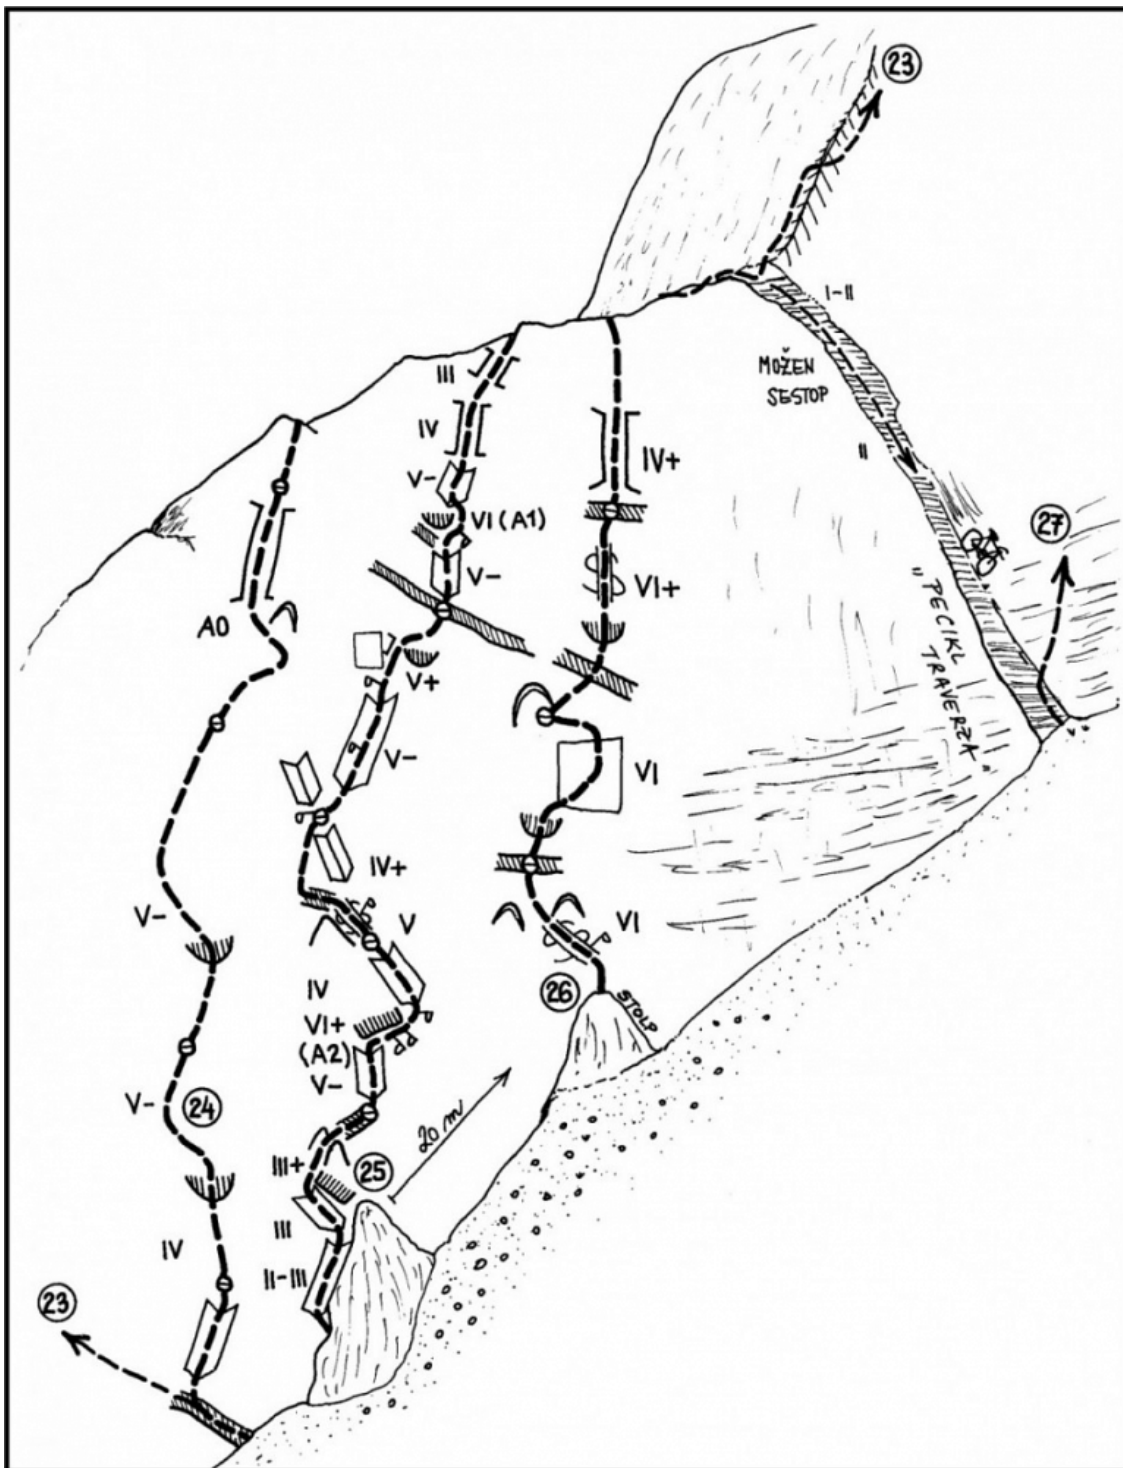 23
I-II
MOŽEN
SESTOP
II
27
"PECIKL
TRAVERZA"
III
IV
V-
VI (A1)
V-
IV+
VI+
A0
V+
V-
VI
IV+
V-
V
VI
IV
VI+
(A2)
V-
26
STOLP
V-
24
20 m
III+
25
III
IV
II-III
23